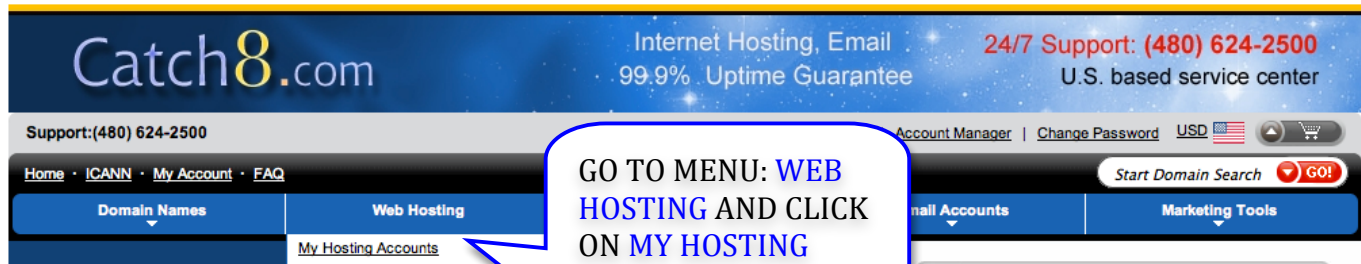 Catch8.com
Internet Hosting, Email
99.9% Uptime Guarantee
24/7 Support: (480) 624-2500
U.S. based service center
Support:(480) 624-2500
Account Manager | Change Password USD
Home · ICANN · My Account · FAQ
Start Domain Search GO!
Domain Names
Web Hosting
Accounts
Marketing Tools
My Hosting Accounts
GO TO MENU: WEB
HOSTING AND CLICK
ON MY HOSTING